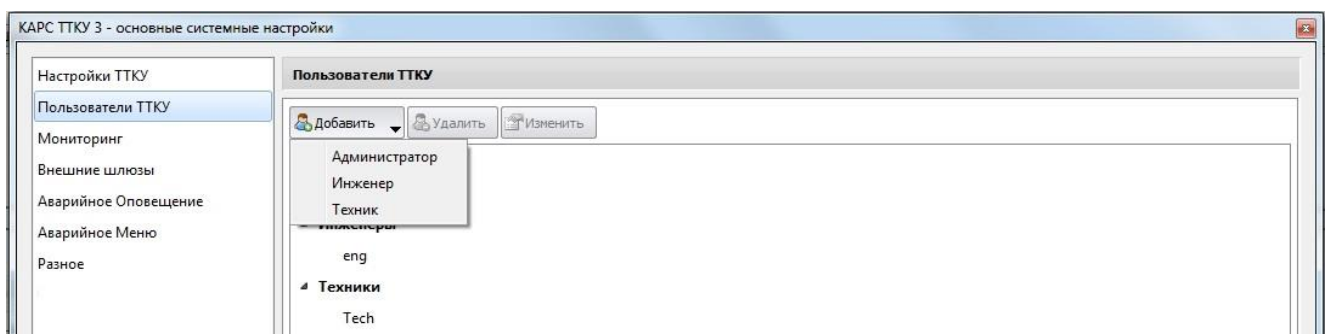 КАРС ТТКУ 3 - основные системные настройки
Настройки ТТКУ
Пользователи ТТКУ
Мониторинг
Внешние шлюзы
Аварийное Оповещение
Аварийное Меню
Разное
Пользователи ТТКУ
Добавить Удалить Изменить
Администратор
Инженер
Техник
Инженеры
eng
Техники
Tech